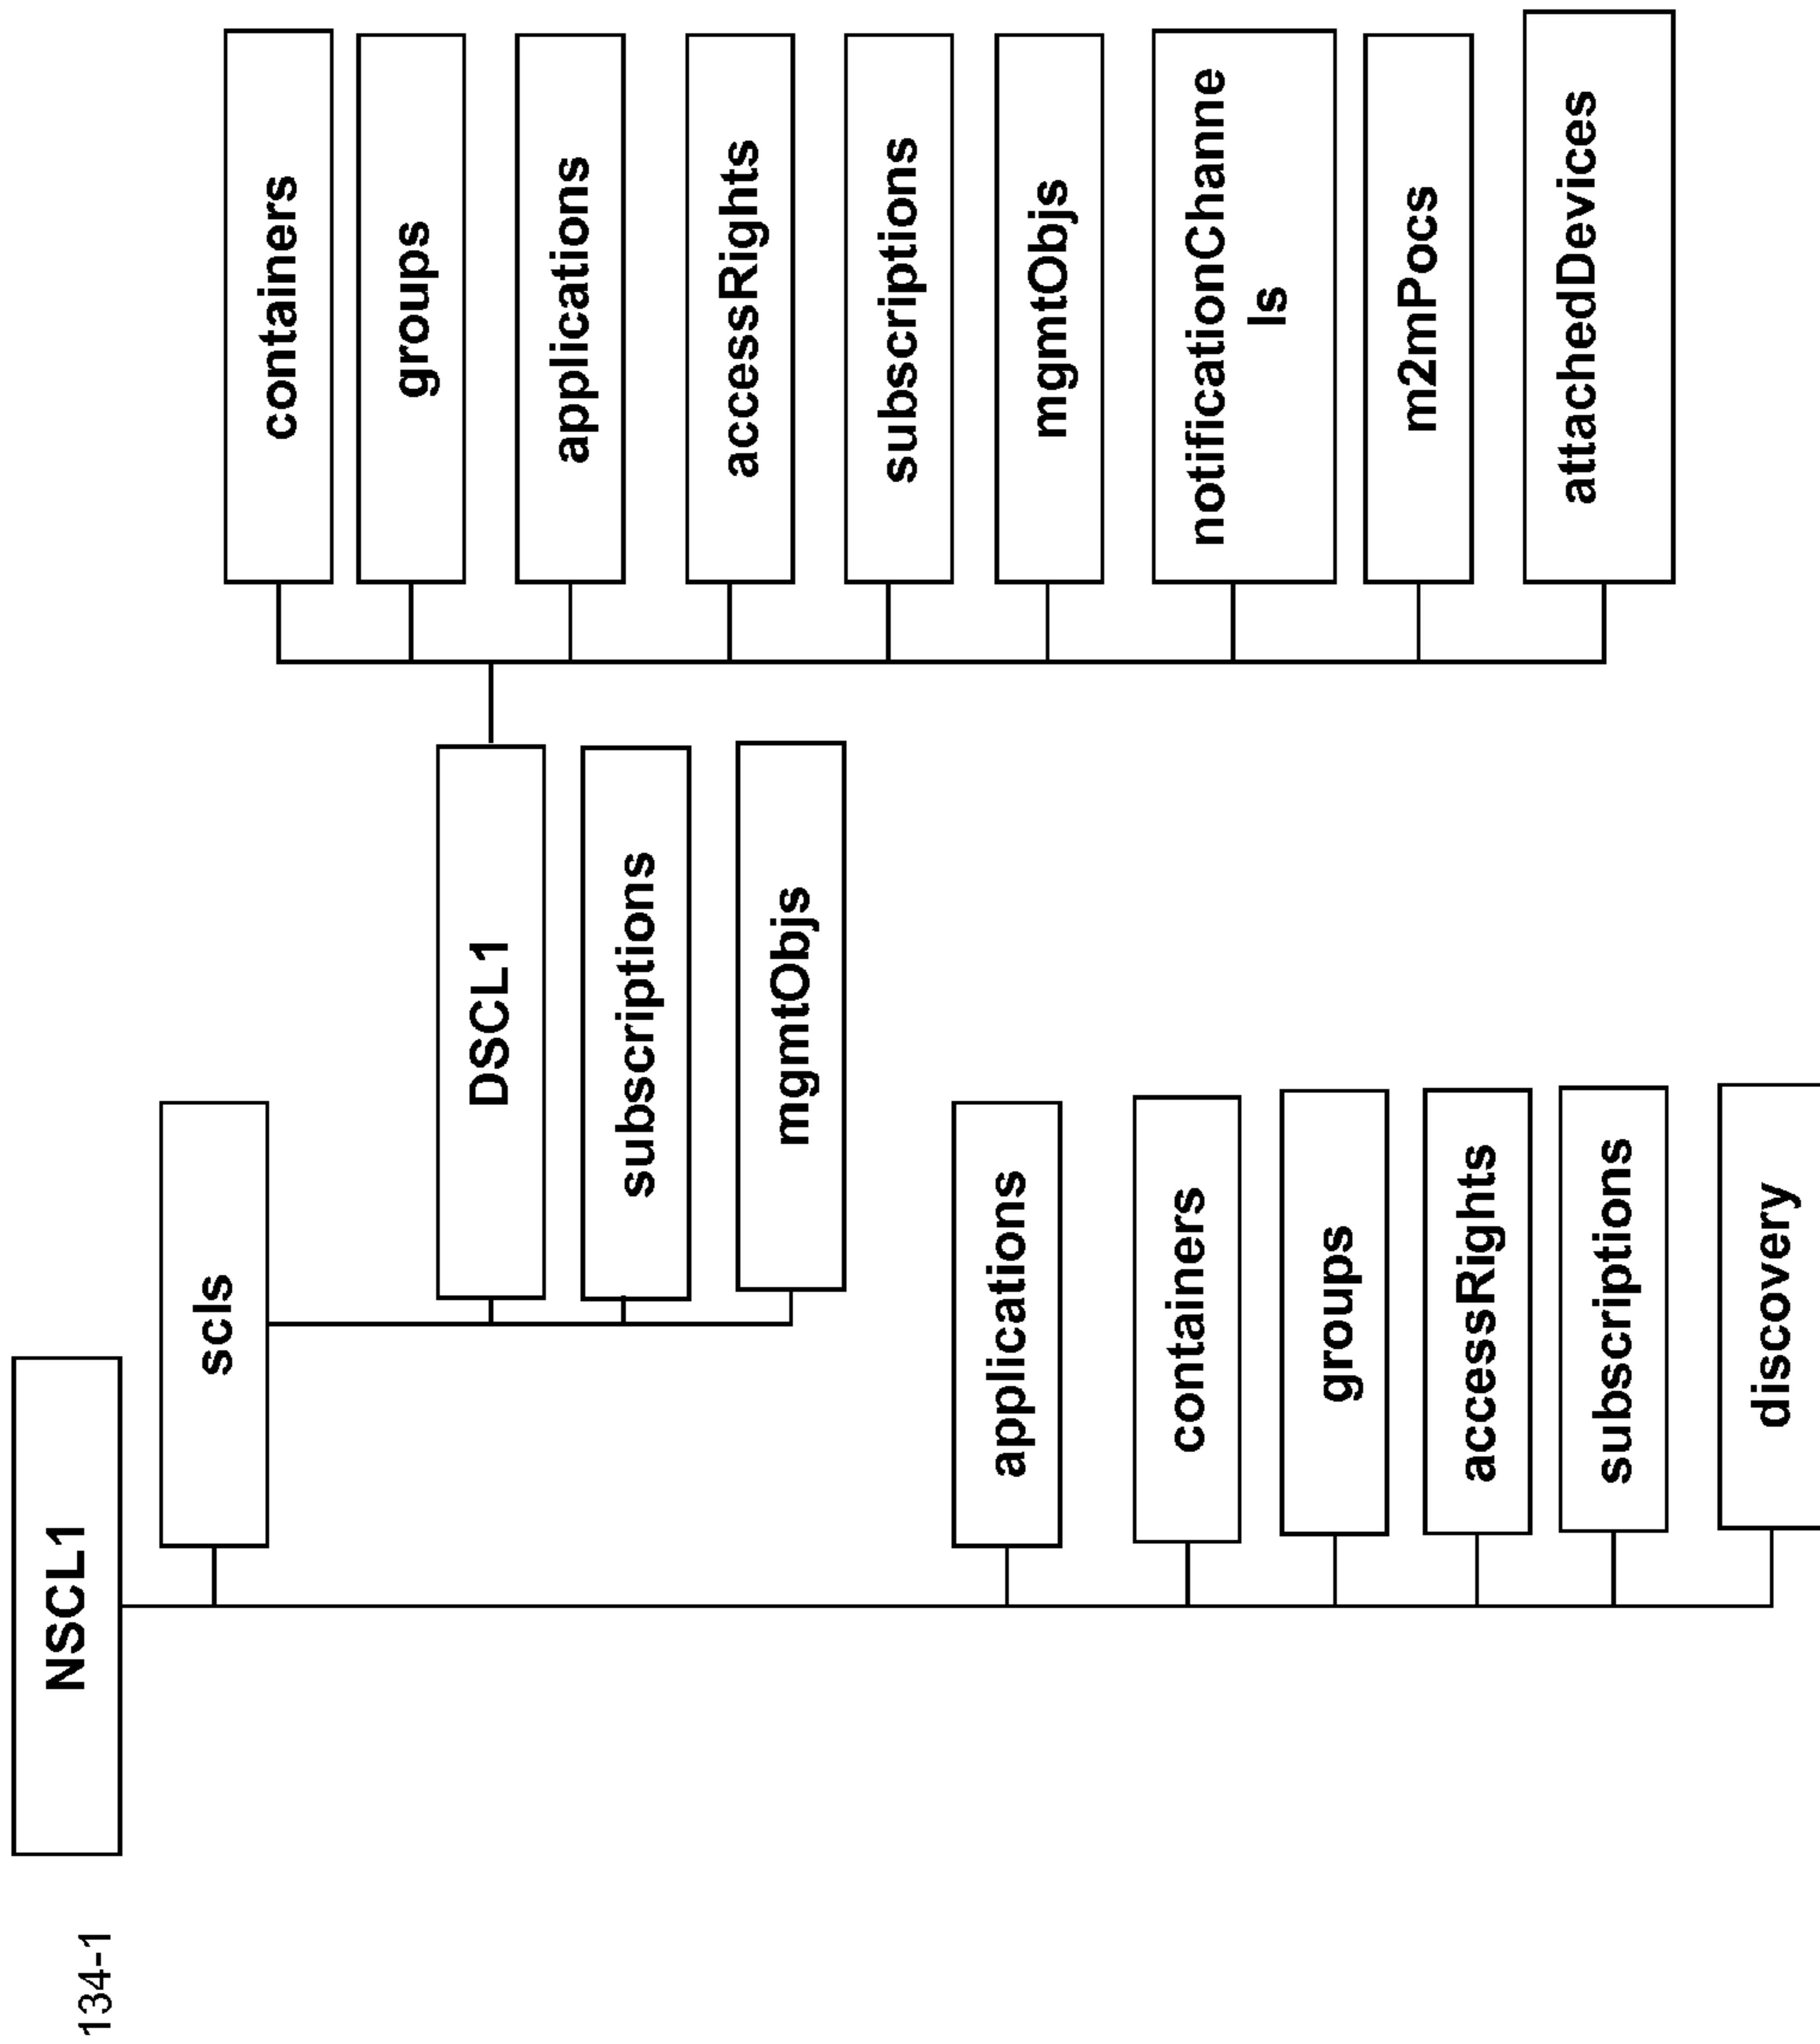 134-1
NSCL1
scls
DSCL1
containers
groups
applications
accessRights
subscriptions
mgmtObjs
notificationChanne
ls
m2mPocs
attachedDevices
subscriptions
mgmtObjs
applications
containers
groups
accessRights
subscriptions
discovery